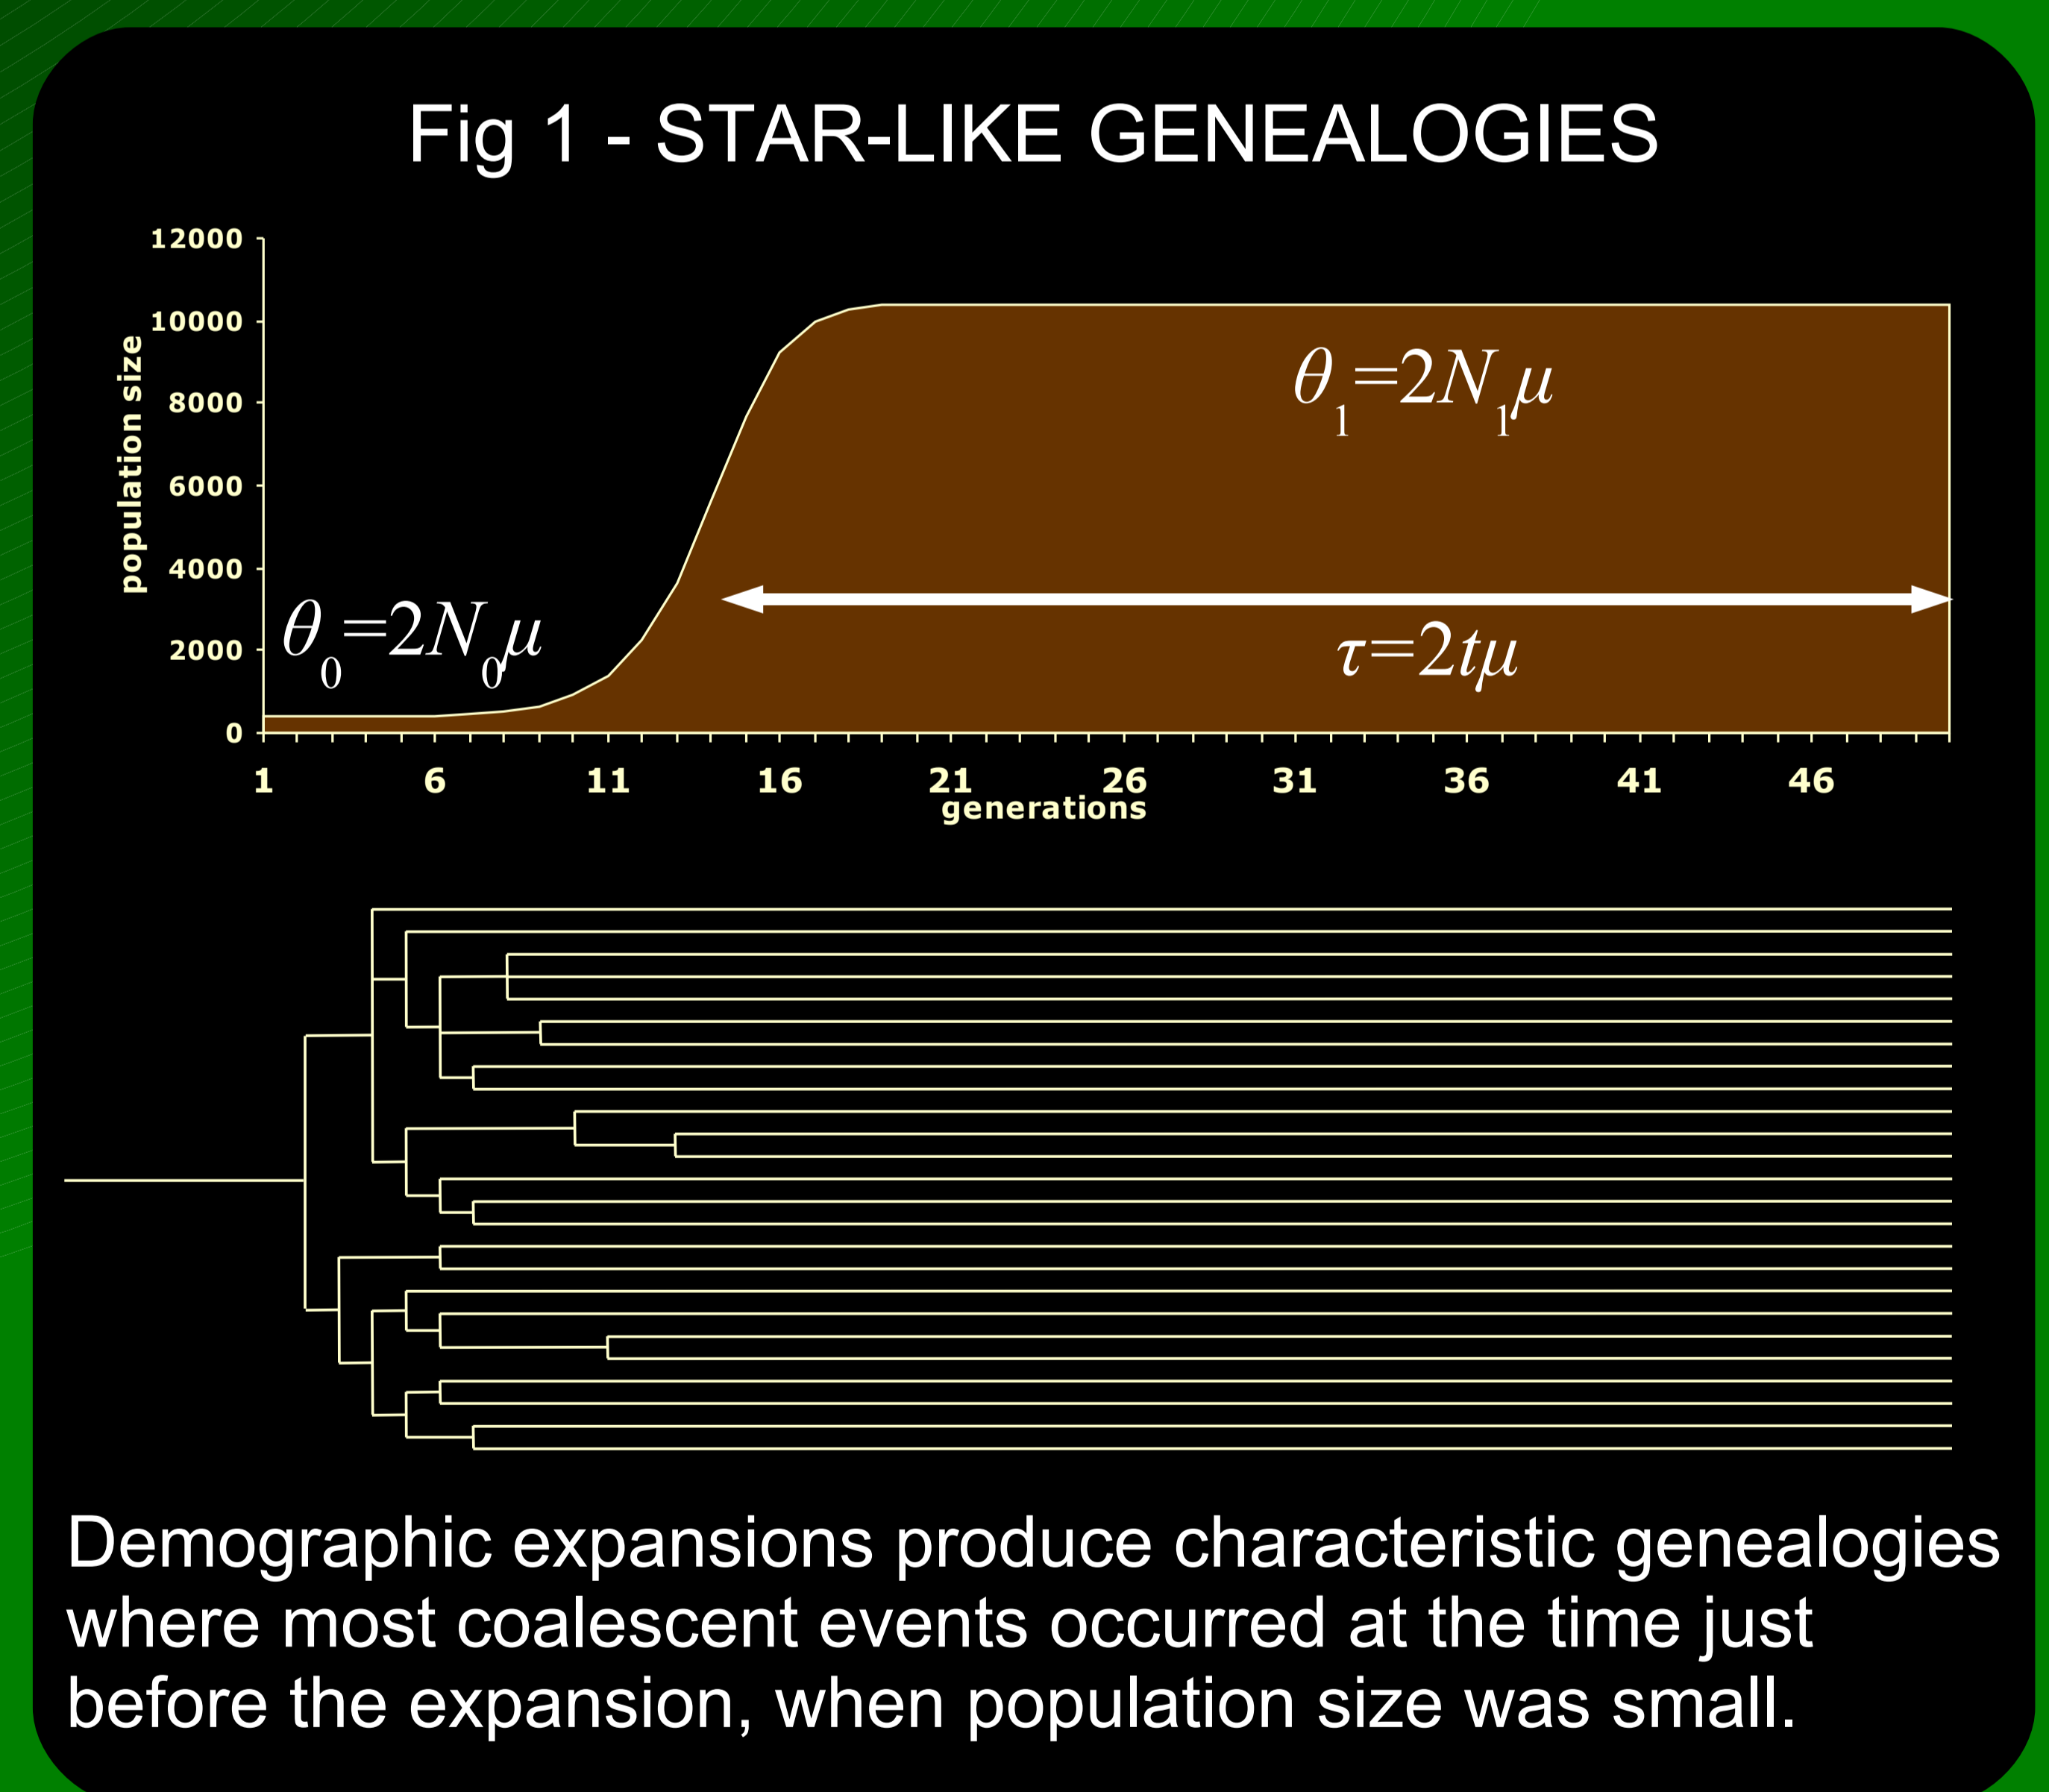 Fig 1 - STAR-LIKE GENEALOGIES
12000
10000
8000
6000
4000
2000
0
population size
θ₁=2N₁μ
θ₀=2N₀μ
τ=2tμ
1 6 11 16 21 26 31 36 41 46
generations
Demographic expansions produce characteristic genealogies
where most coalescent events occurred at the time just
before the expansion, when population size was small.